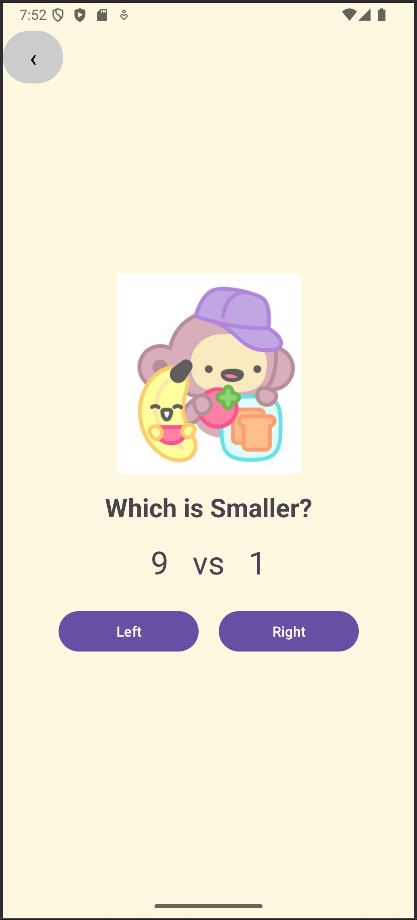 7:52
‹
Which is Smaller?
9 vs 1
Left Right